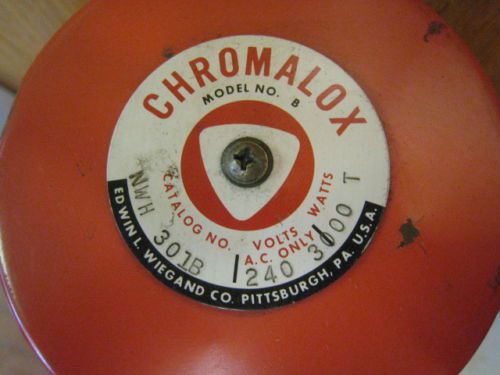 CHROMALOX
MODEL NO. B
CATALOG NO. VOLTS WATTS
A.C. ONLY
NWH 301B 240 3000 T
EDWIN L. WIEGAND CO. PITTSBURGH, PA. U.S.A.